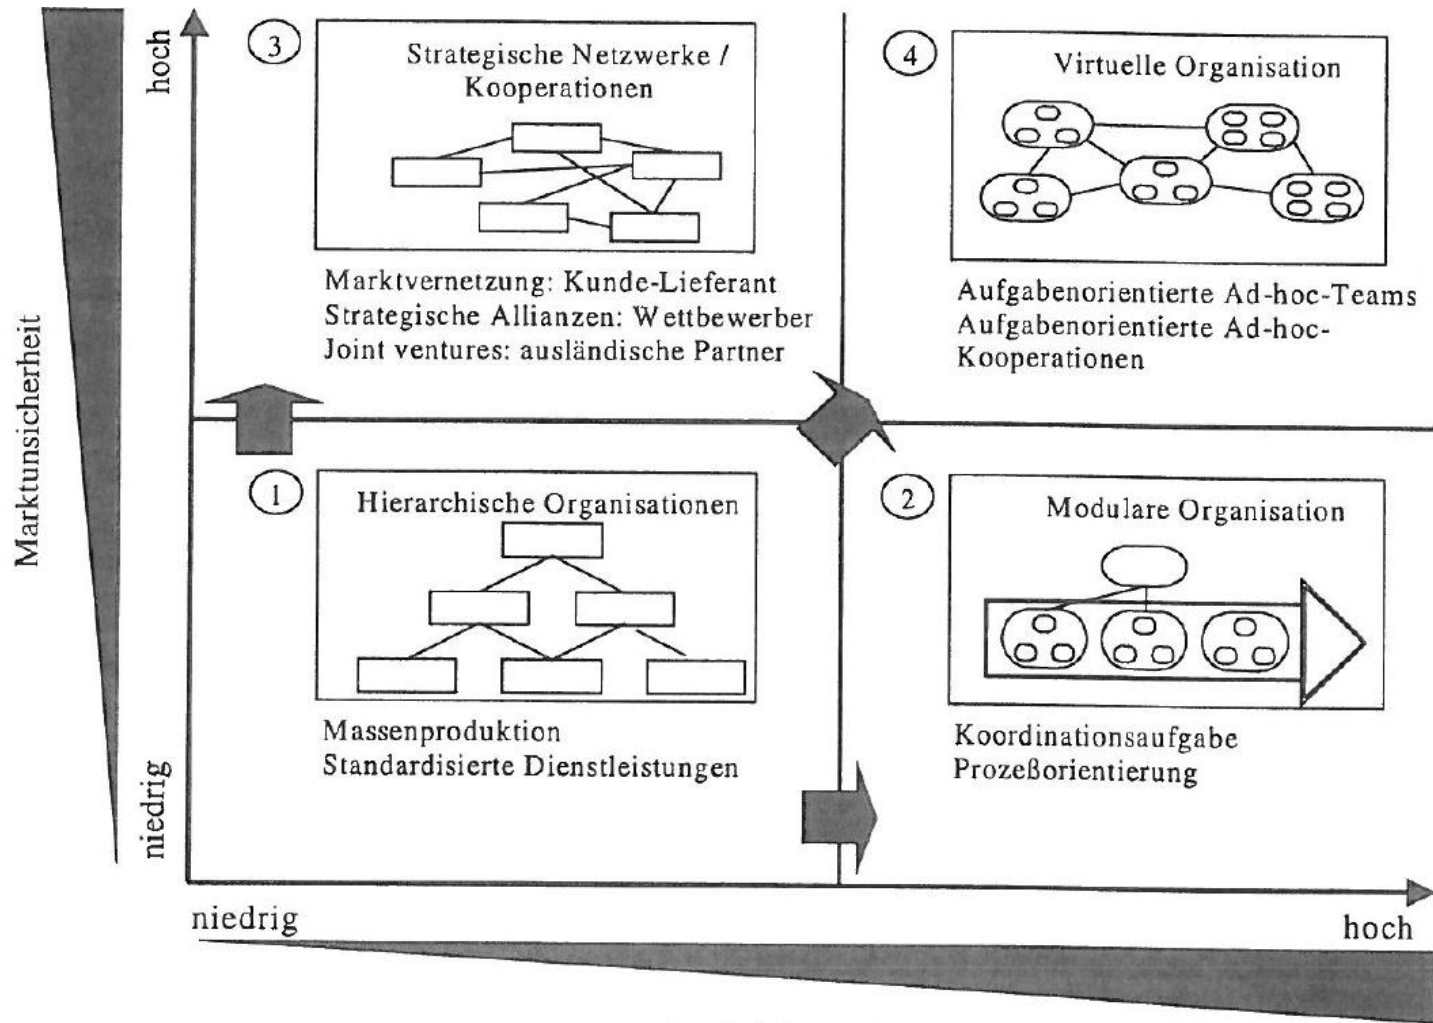 hoch
3
Strategische Netzwerke /
Kooperationen
Marktvernetzung: Kunde-Lieferant
Strategische Allianzen: Wettbewerber
Joint ventures: ausländische Partner
4
Virtuelle Organisation
Aufgabenorientierte Ad-hoc-Teams
Aufgabenorientierte Ad-hoc-
Kooperationen
Marktunsicherheit
1
Hierarchische Organisationen
Massenproduktion
Standardisierte Dienstleistungen
2
Modulare Organisation
Koordinationsaufgabe
Prozeßorientierung
niedrig
niedrig
hoch